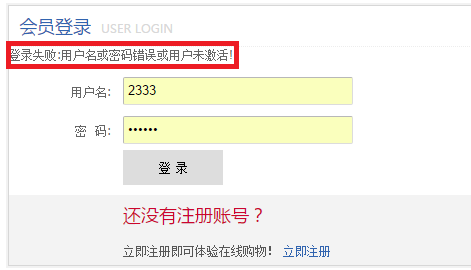 会员登录 USER LOGIN
登录失败:用户名或密码错误或用户未激活!
用户名: 2333
密 码: ••••••
登 录
还没有注册账号？
立即注册即可体验在线购物！ 立即注册